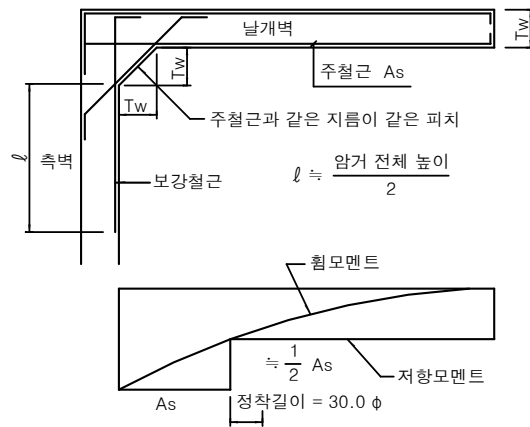 날개벽
Tw
Tw
주철근 As
Tw
주철근과 같은 지름이 같은 피치
ℓ
측벽
보강철근
ℓ ≒ 암거 전체 높이 / 2
휨모멘트
≒ 1/2 As
저항모멘트
As
정착길이 = 30.0 φ